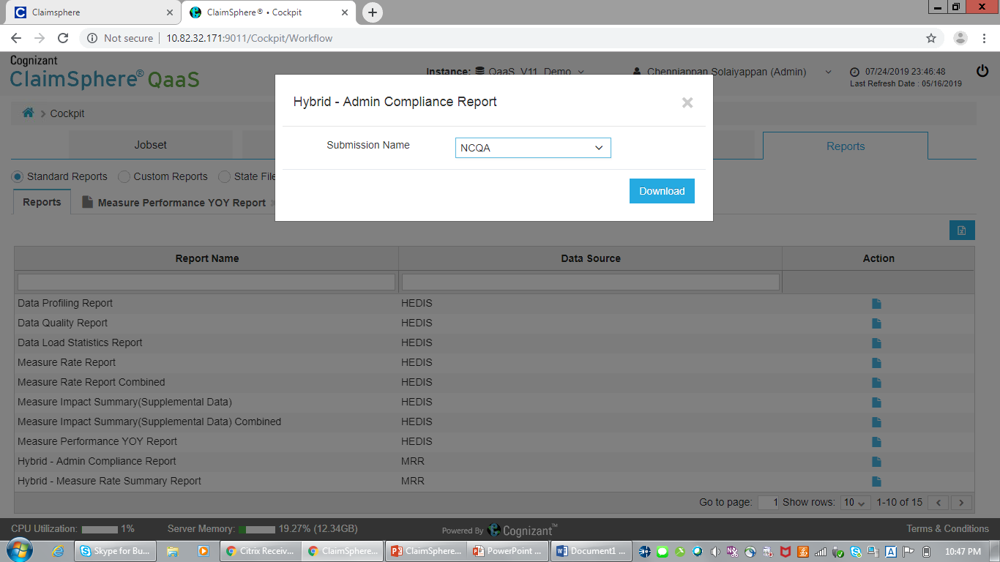 Claimsphere
ClaimSphere® • Cockpit
Not secure
10.82.32.171:9011/Cockpit/Workflow
Cognizant
ClaimSphere® QaaS
Instance:
QaaS_V11_Demo
Chenniappan Solaiyappan (Admin)
07/24/2019 23:46:48
Last Refresh Date : 05/16/2019
Cockpit
Hybrid - Admin Compliance Report
Submission Name
NCQA
Download
Jobset
Reports
Standard Reports
Custom Reports
State File
Reports
Measure Performance YOY Report
Report Name Data Source Action
Data Profiling Report HEDIS
Data Quality Report HEDIS
Data Load Statistics Report HEDIS
Measure Rate Report HEDIS
Measure Rate Report Combined HEDIS
Measure Impact Summary(Supplemental Data) HEDIS
Measure Impact Summary(Supplemental Data) Combined HEDIS
Measure Performance YOY Report HEDIS
Hybrid - Admin Compliance Report MRR
Hybrid - Measure Rate Summary Report MRR
Go to page: 1 Show rows: 10 1-10 of 15
CPU Utilization: 1% Server Memory: 19.27% (12.34GB) Powered By Cognizant™ Terms & Conditions
Skype for Bu... Citrix Receiv... ClaimSphere... ClaimSphere... PowerPoint ... Document1 ... 10:47 PM